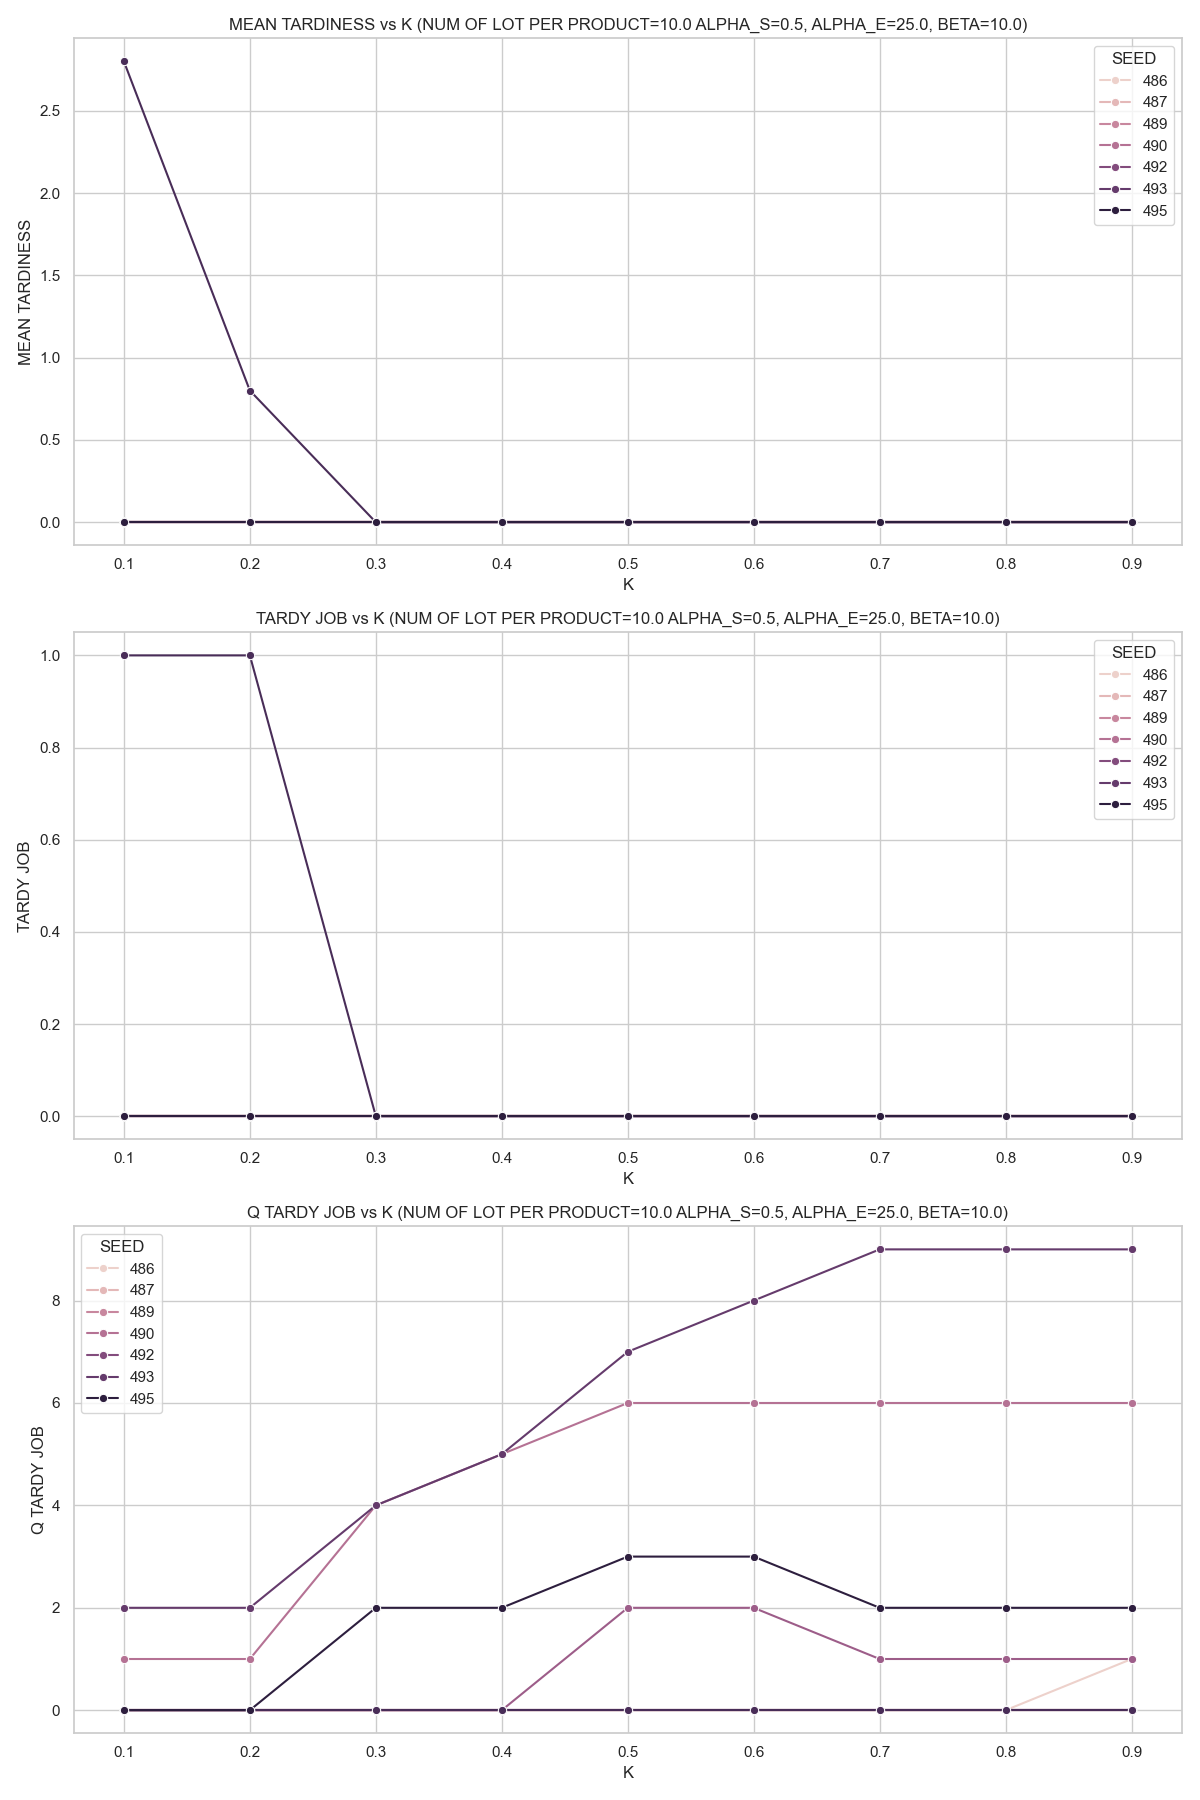 MEAN TARDINESS vs K (NUM OF LOT PER PRODUCT=10.0 ALPHA_S=0.5, ALPHA_E=25.0, BETA=10.0)
SEED
486
487
489
490
492
493
495
2.5
2.0
1.5
1.0
0.5
0.0
MEAN TARDINESS
0.1 0.2 0.3 0.4 0.5 0.6 0.7 0.8 0.9
K
TARDY JOB vs K (NUM OF LOT PER PRODUCT=10.0 ALPHA_S=0.5, ALPHA_E=25.0, BETA=10.0)
SEED
486
487
489
490
492
493
495
1.0
0.8
0.6
0.4
0.2
0.0
TARDY JOB
0.1 0.2 0.3 0.4 0.5 0.6 0.7 0.8 0.9
K
Q TARDY JOB vs K (NUM OF LOT PER PRODUCT=10.0 ALPHA_S=0.5, ALPHA_E=25.0, BETA=10.0)
SEED
486
487
489
490
492
493
495
8
6
4
2
0
Q TARDY JOB
0.1 0.2 0.3 0.4 0.5 0.6 0.7 0.8 0.9
K